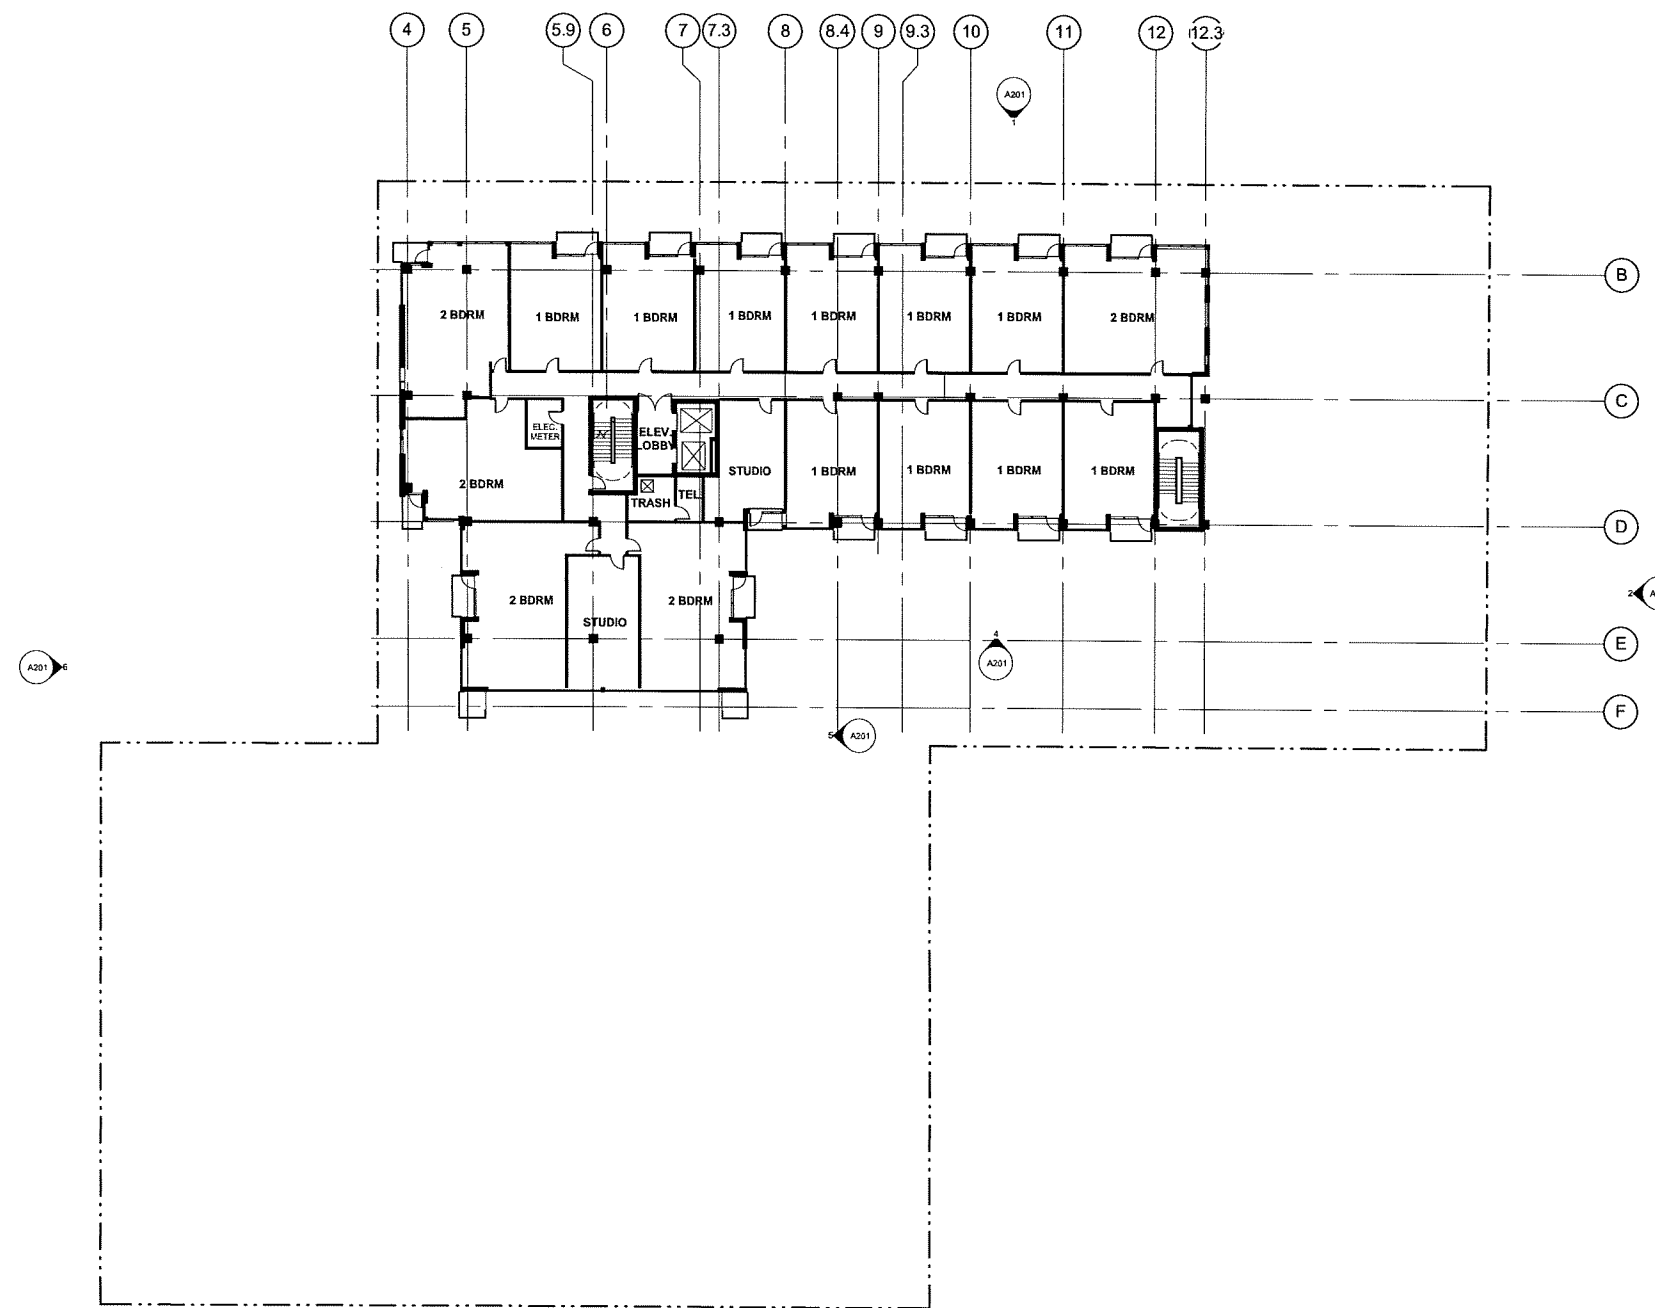 4 5 5.9 6 7 7.3 8 8.4 9 9.3 10 11 12 12.3
A201
1
B
2 BDRM 1 BDRM 1 BDRM 1 BDRM 1 BDRM 1 BDRM 1 BDRM 2 BDRM
C
ELEC.
METER
ELEV.
LOBBY
2 BDRM STUDIO 1 BDRM 1 BDRM 1 BDRM 1 BDRM
TRASH TEL.
D
2
2 BDRM STUDIO 2 BDRM
4
A201
E
A201 6
F
5 A201